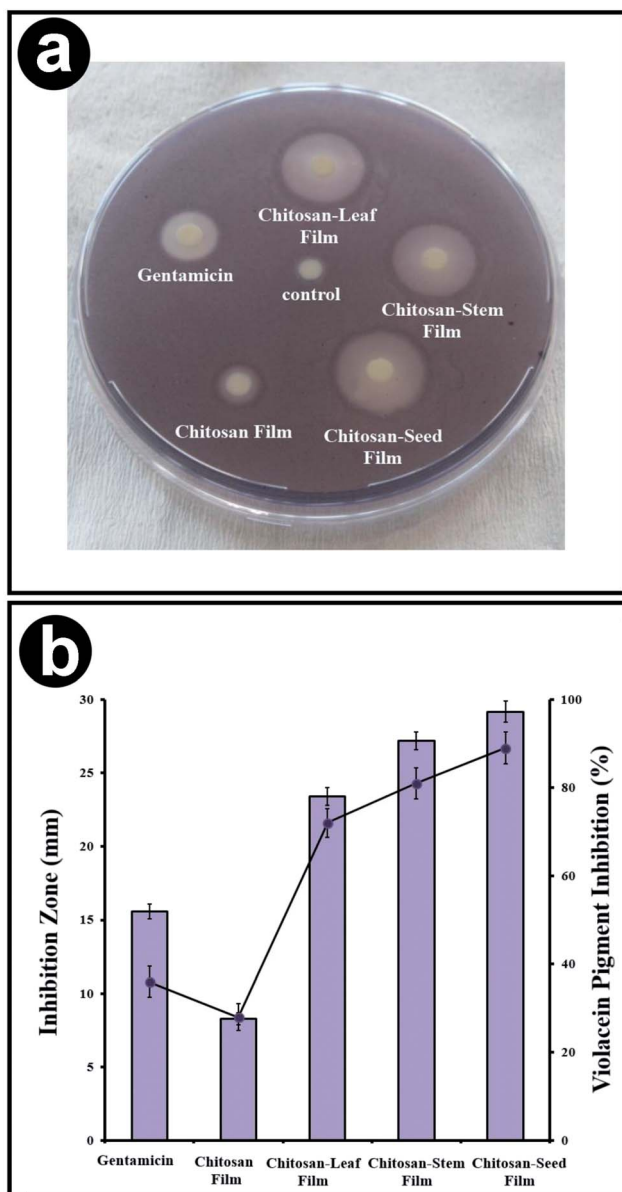 a
Chitosan-Leaf
Film
Gentamicin
control
Chitosan-Stem
Film
Chitosan Film
Chitosan-Seed
Film
b
30
25
20
15
10
5
0
Inhibition Zone (mm)
100
80
60
40
20
0
Violacein Pigment Inhibition (%)
Gentamicin
Chitosan
Film
Chitosan-Leaf
Film
Chitosan-Stem
Film
Chitosan-Seed
Film